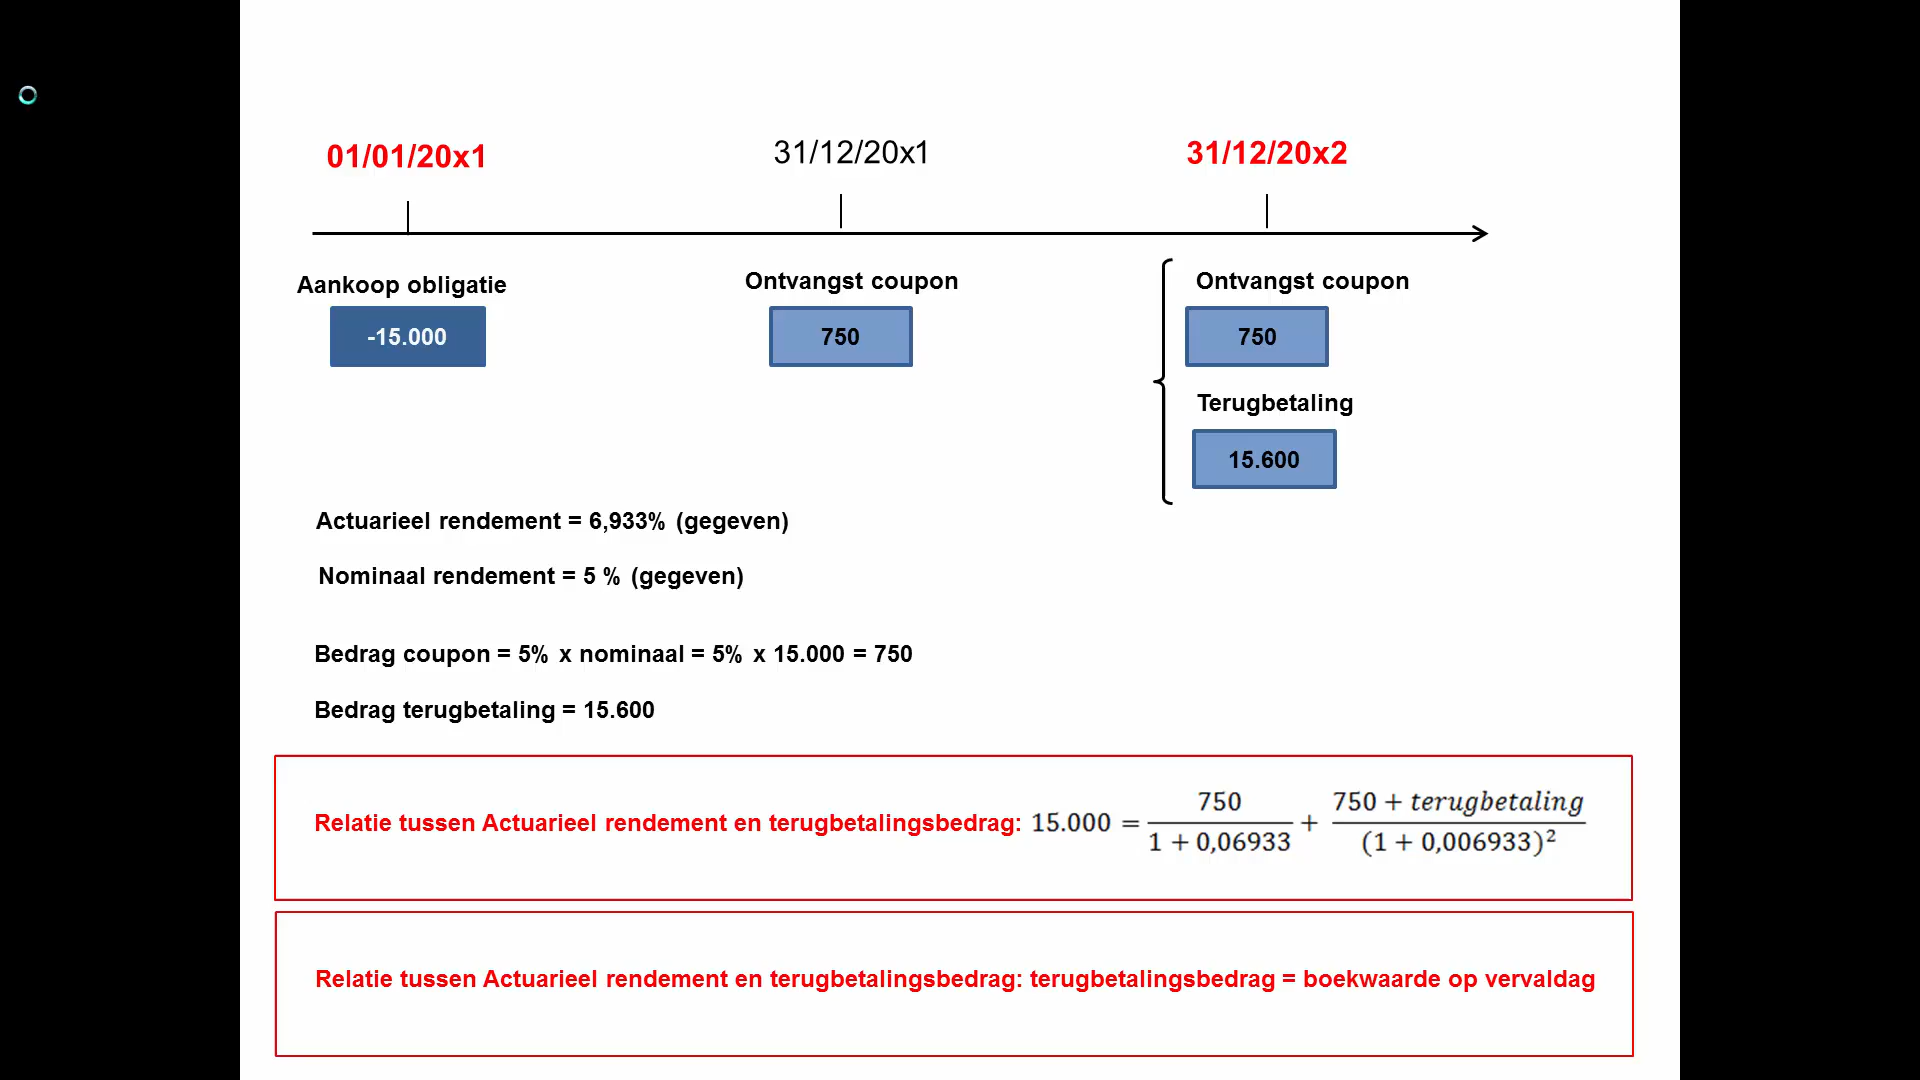 01/01/20x1
31/12/20x1
31/12/20x2
Aankoop obligatie
-15.000
Ontvangst coupon
750
Ontvangst coupon
750
Terugbetaling
15.600
Actuarieel rendement = 6,933% (gegeven)
Nominaal rendement = 5 % (gegeven)
Bedrag coupon = 5% x nominaal = 5% x 15.000 = 750
Bedrag terugbetaling = 15.600
Relatie tussen Actuarieel rendement en terugbetalingsbedrag: 15.000 = 750 / 1 + 0,06933 + 750 + terugbetaling / (1 + 0,006933)²
Relatie tussen Actuarieel rendement en terugbetalingsbedrag: terugbetalingsbedrag = boekwaarde op vervaldag